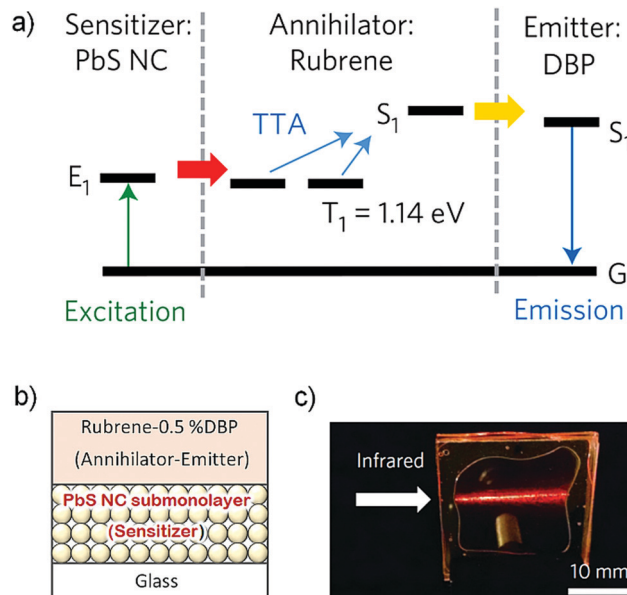 a)
Sensitizer:
PbS NC
Annihilator:
Rubrene
Emitter:
DBP
TTA
S1
S1
E1
T1 = 1.14 eV
G
Excitation
Emission
b)
Rubrene-0.5 %DBP
(Annihilator-Emitter)
PbS NC submonolayer
(Sensitizer)
Glass
c)
Infrared
10 mm